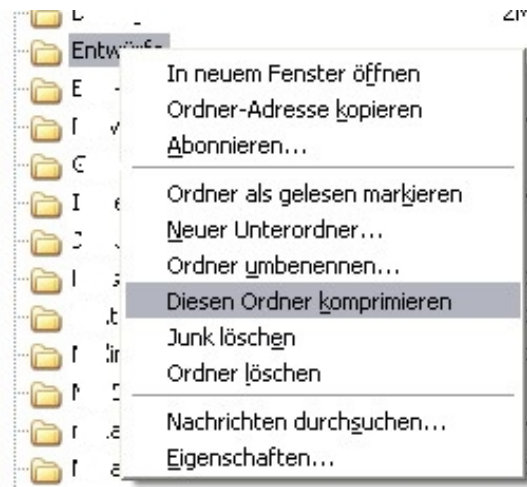 Entwürfe
In neuem Fenster öffnen
Ordner-Adresse kopieren
Abonnieren...
Ordner als gelesen markieren
Neuer Unterordner...
Ordner umbenennen...
Diesen Ordner komprimieren
Junk löschen
Ordner löschen
Nachrichten durchsuchen...
Eigenschaften...